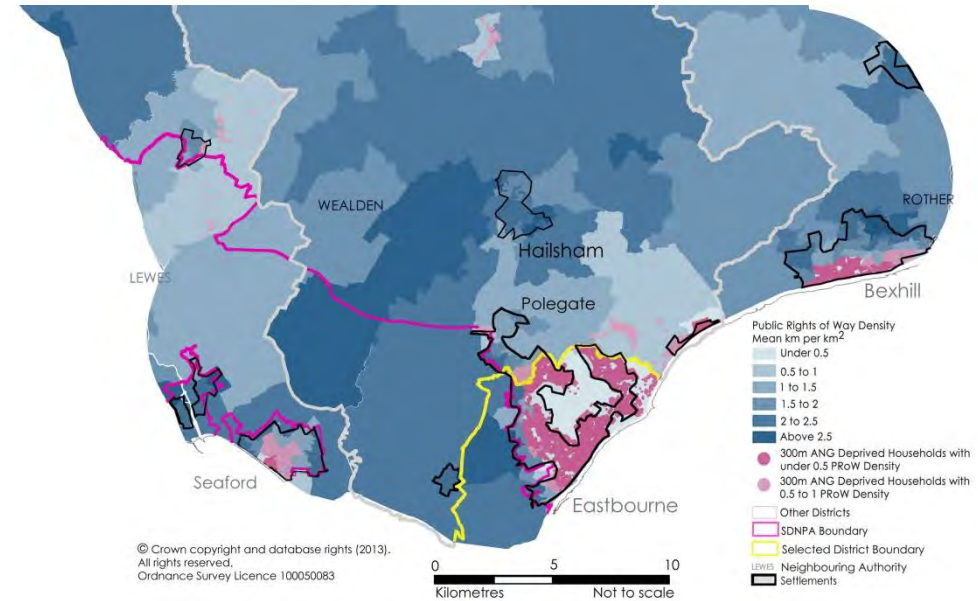 WEALDEN
ROTHER
Hailsham
LEWES
Bexhill
Polegate
Seaford
Eastbourne
Public Rights of Way Density
Mean km per km2
Under 0.5
0.5 to 1
1 to 1.5
1.5 to 2
2 to 2.5
Above 2.5
300m ANG Deprived Households with
under 0.5 PRoW Density
300m ANG Deprived Households with
0.5 to 1 PRoW Density
Other Districts
SDNPA Boundary
Selected District Boundary
LEWES Neighbouring Authority
Settlements
© Crown copyright and database rights (2013).
All rights reserved.
Ordnance Survey Licence 100050083
0 5 10
Kilometres Not to scale